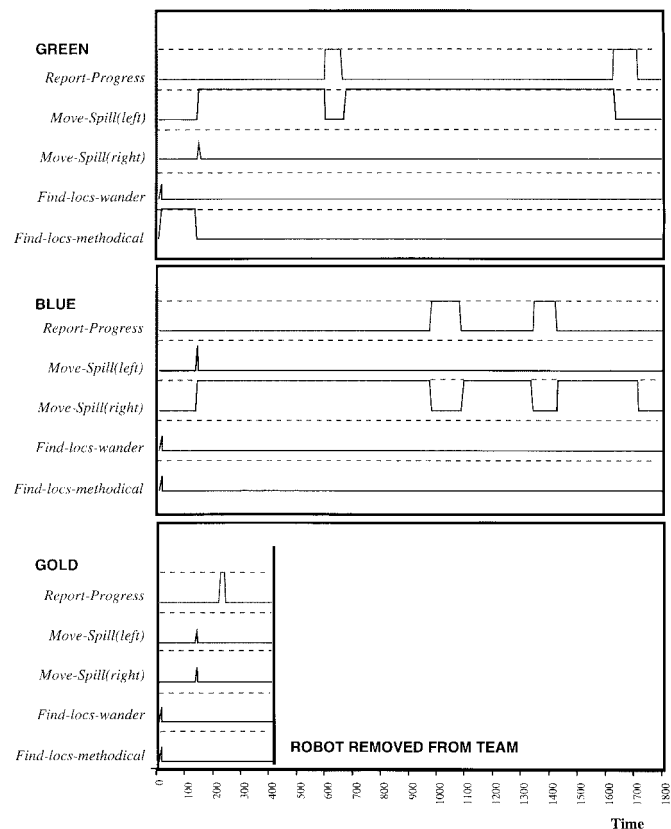 GREEN
Report-Progress
Move-Spill(left)
Move-Spill(right)
Find-locs-wander
Find-locs-methodical
BLUE
Report-Progress
Move-Spill(left)
Move-Spill(right)
Find-locs-wander
Find-locs-methodical
GOLD
Report-Progress
Move-Spill(left)
Move-Spill(right)
Find-locs-wander
Find-locs-methodical
ROBOT REMOVED FROM TEAM
0 100 200 300 400 500 600 700 800 900 1000 1100 1200 1300 1400 1500 1600 1700 1800
Time